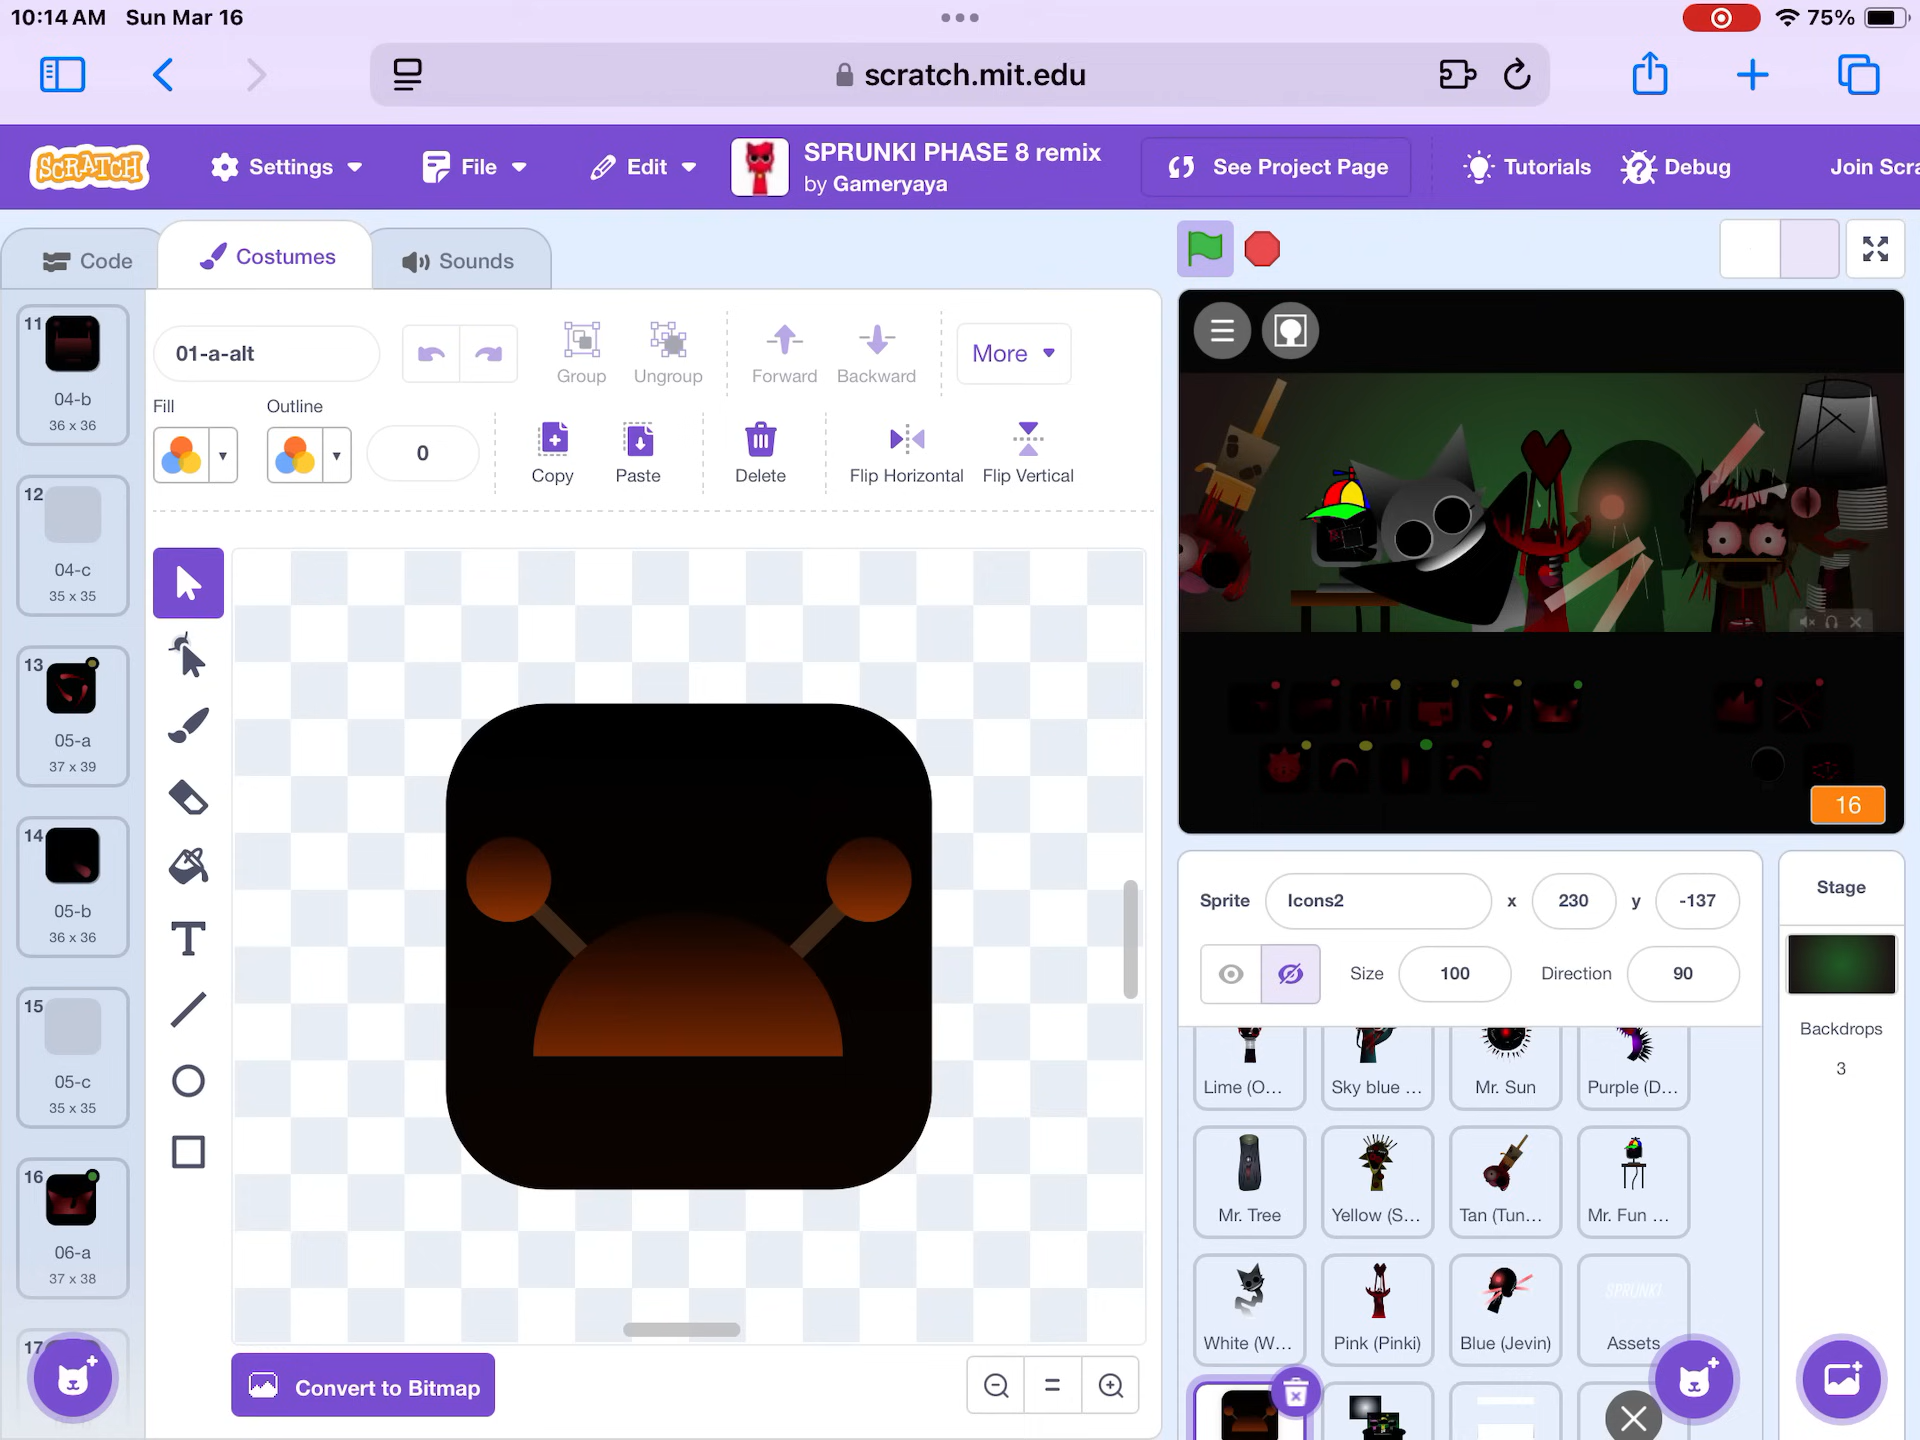 10:14 AM Sun Mar 16
75%
scratch.mit.edu
SCRATCH
Settings
File
Edit
SPRUNKI PHASE 8 remix
by Gameryaya
See Project Page
Tutorials
Debug
Join Scra
Code
Costumes
Sounds
11
04-b
36 x 36
12
04-c
35 x 35
13
05-a
37 x 39
14
05-b
36 x 36
15
05-c
35 x 35
16
06-a
37 x 38
17
01-a-alt
Group
Ungroup
Forward
Backward
More
Fill
Outline
0
Copy
Paste
Delete
Flip Horizontal
Flip Vertical
T
Convert to Bitmap
16
Sprite
Icons2
x
230
y
-137
Size
100
Direction
90
Stage
Backdrops
3
Lime (O...
Sky blue ...
Mr. Sun
Purple (D...
Mr. Tree
Yellow (S...
Tan (Tun...
Mr. Fun ...
White (W...
Pink (Pinki)
Blue (Jevin)
SPRUNKI
Assets